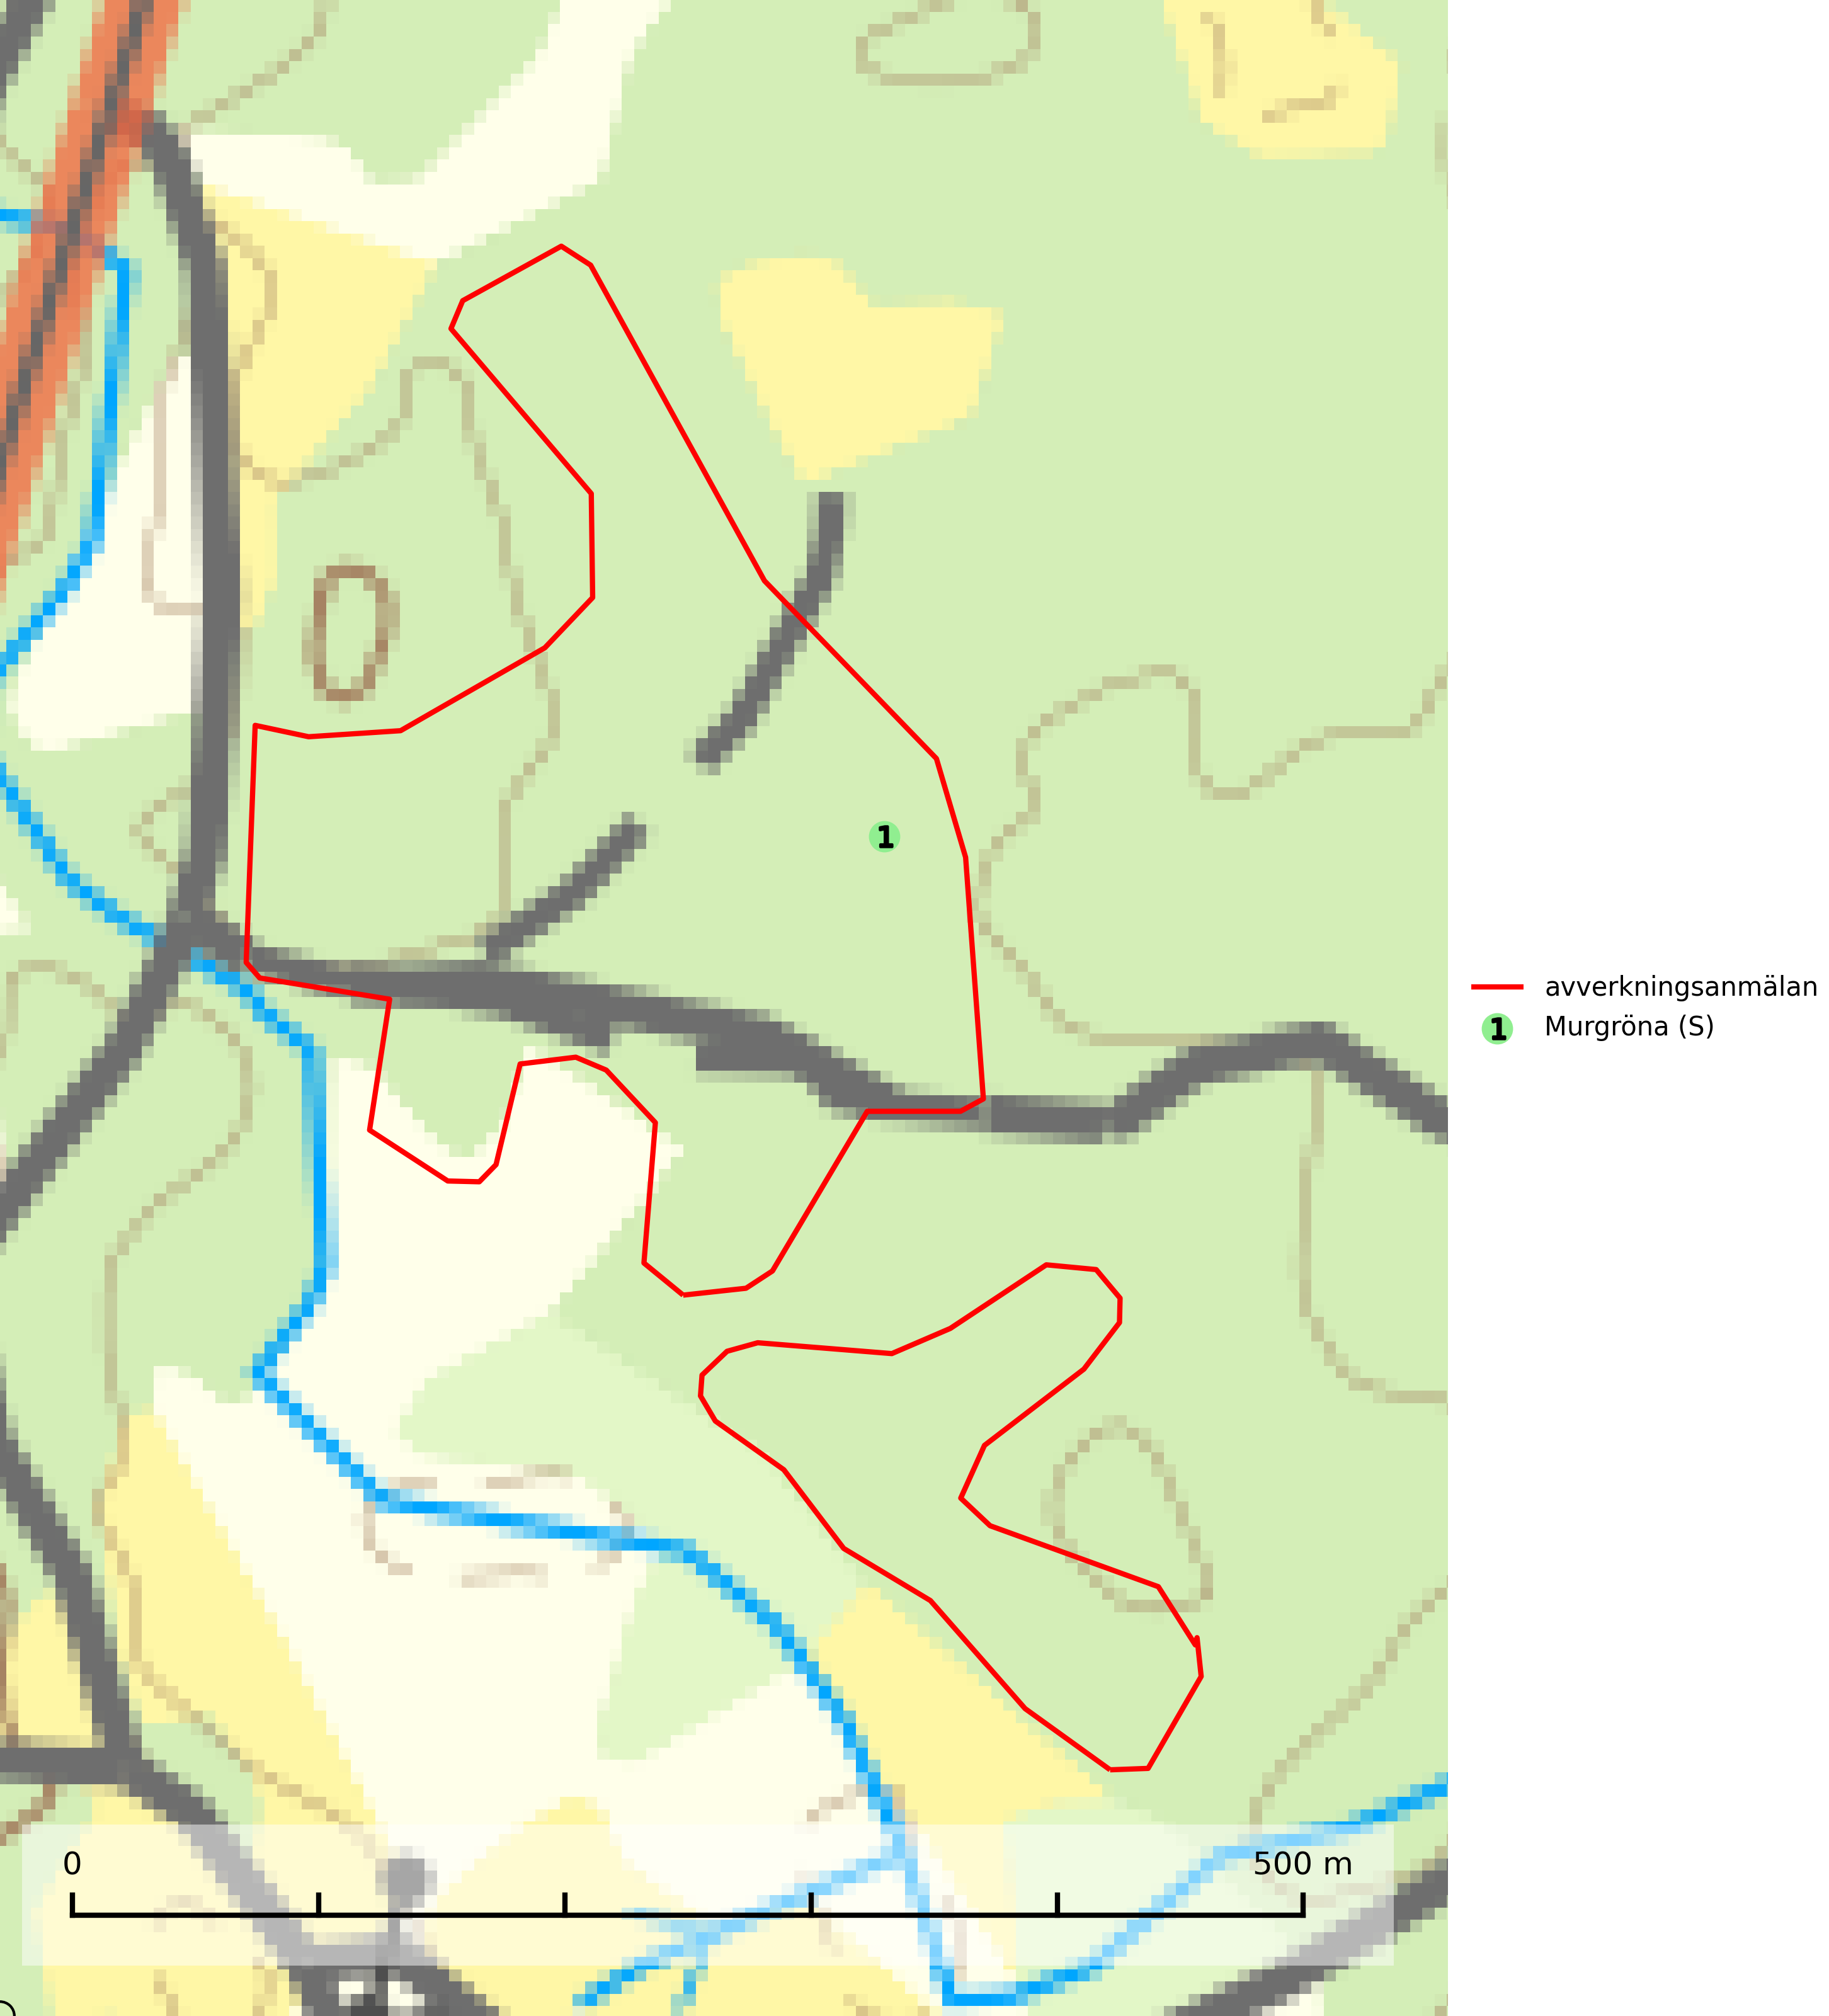 1
avverkningsanmälan
1 Murgröna (S)
0 500 m